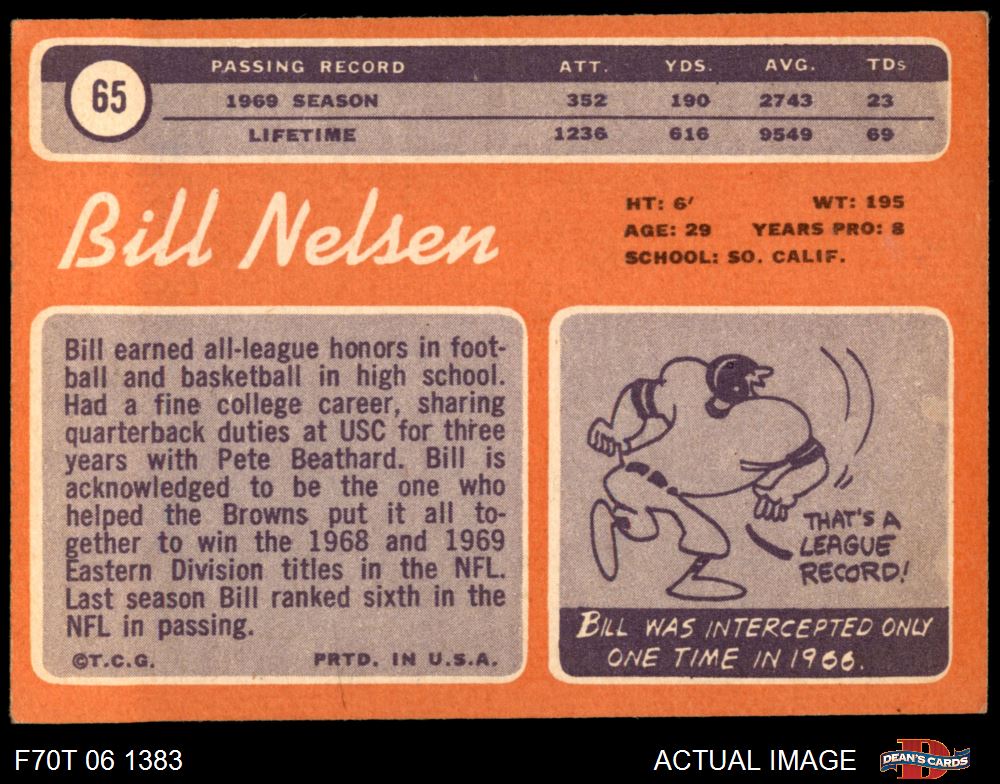 65
PASSING RECORD ATT. YDS. AVG. TDs
1969 SEASON 352 190 2743 23
LIFETIME 1236 616 9549 69
Bill Nelsen
HT: 6′ WT: 195
AGE: 29 YEARS PRO: 8
SCHOOL: SO. CALIF.
Bill earned all-league honors in foot-
ball and basketball in high school.
Had a fine college career, sharing
quarterback duties at USC for three
years with Pete Beathard. Bill is
acknowledged to be the one who
helped the Browns put it all to-
gether to win the 1968 and 1969
Eastern Division titles in the NFL.
Last season Bill ranked sixth in the
NFL in passing.
©T.C.G. PRTD. IN U.S.A.
THAT'S A
LEAGUE
RECORD!
BILL WAS INTERCEPTED ONLY
ONE TIME IN 1966.
F70T 06 1383 ACTUAL IMAGE D DEAN'S CARDS